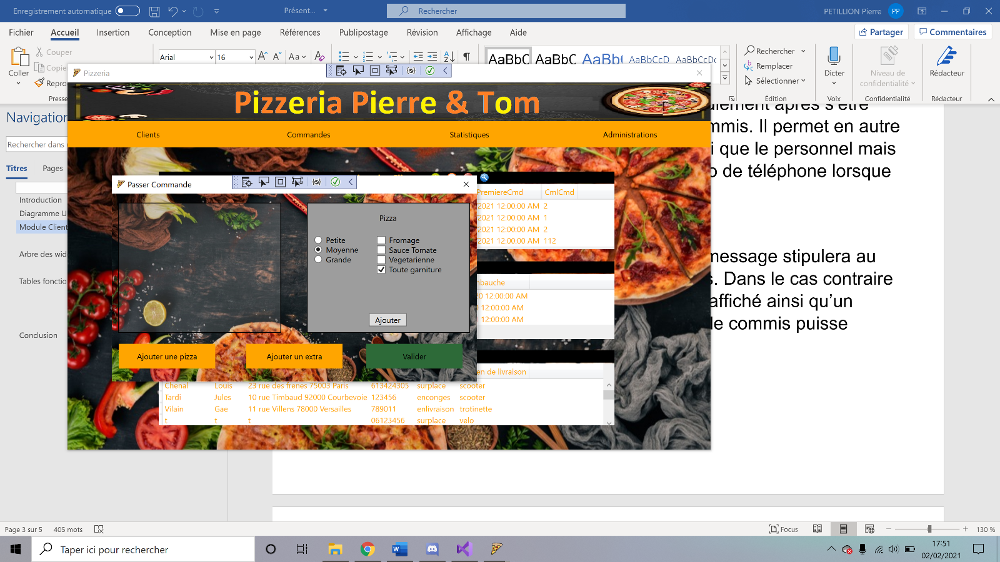 Enregistrement automatique
Présent...
Rechercher
PETILLION Pierre
PP
Fichier
Accueil
Insertion
Conception
Mise en page
Références
Publipostage
Révision
Affichage
Aide
Partager
Commentaires
Coller
Couper
Copie
Repro
Presse
Arial
16
Aa
AaBbC
AaBbC
AaBb
AaBbCcD
AaBbCcD
Rechercher
Remplacer
Sélectionner
Édition
Dicter
Voix
Niveau de
confidentialité
Confidentialité
Rédacteur
Rédacteur
Navigation
Rechercher dans
Titres
Pages
Introduction
Diagramme U
Module Client
Arbre des wid
Tables fonctio
Conclusion
Pizzeria
Pizzeria Pierre & Tom
Clients
Commandes
Statistiques
Administrations
PremiereCmd
CmlCmd
2021 12:00:00 AM 2
2021 12:00:00 AM 1
2021 12:00:00 AM 2
2021 12:00:00 AM 112
mbauche
20 12:00:00 AM
12:00:00 AM
12:00:00 AM
en de livraison
Chenal Louis 23 rue des frenes 75003 Paris 613424305 surplace scooter
Tardi Jules 10 rue Timbaud 92000 Courbevoie 123456 enconges scooter
Vilain Gae 11 rue Villens 78000 Versailles 789011 enlivraison trotinette
t t t 06123456 surplace velo
Passer Commande
Pizza
Petite
Moyenne
Grande
Fromage
Sauce Tomate
Vegetarienne
Toute garniture
Ajouter
Ajouter une pizza
Ajouter un extra
Valider
lement après s'être
mmis. Il permet en autre
i que le personnel mais
o de téléphone lorsque
message stipulera au
s. Dans le cas contraire
affiché ainsi qu'un
le commis puisse
Page 3 sur 5
405 mots
Focus
130 %
Taper ici pour rechercher
17:51
02/02/2021